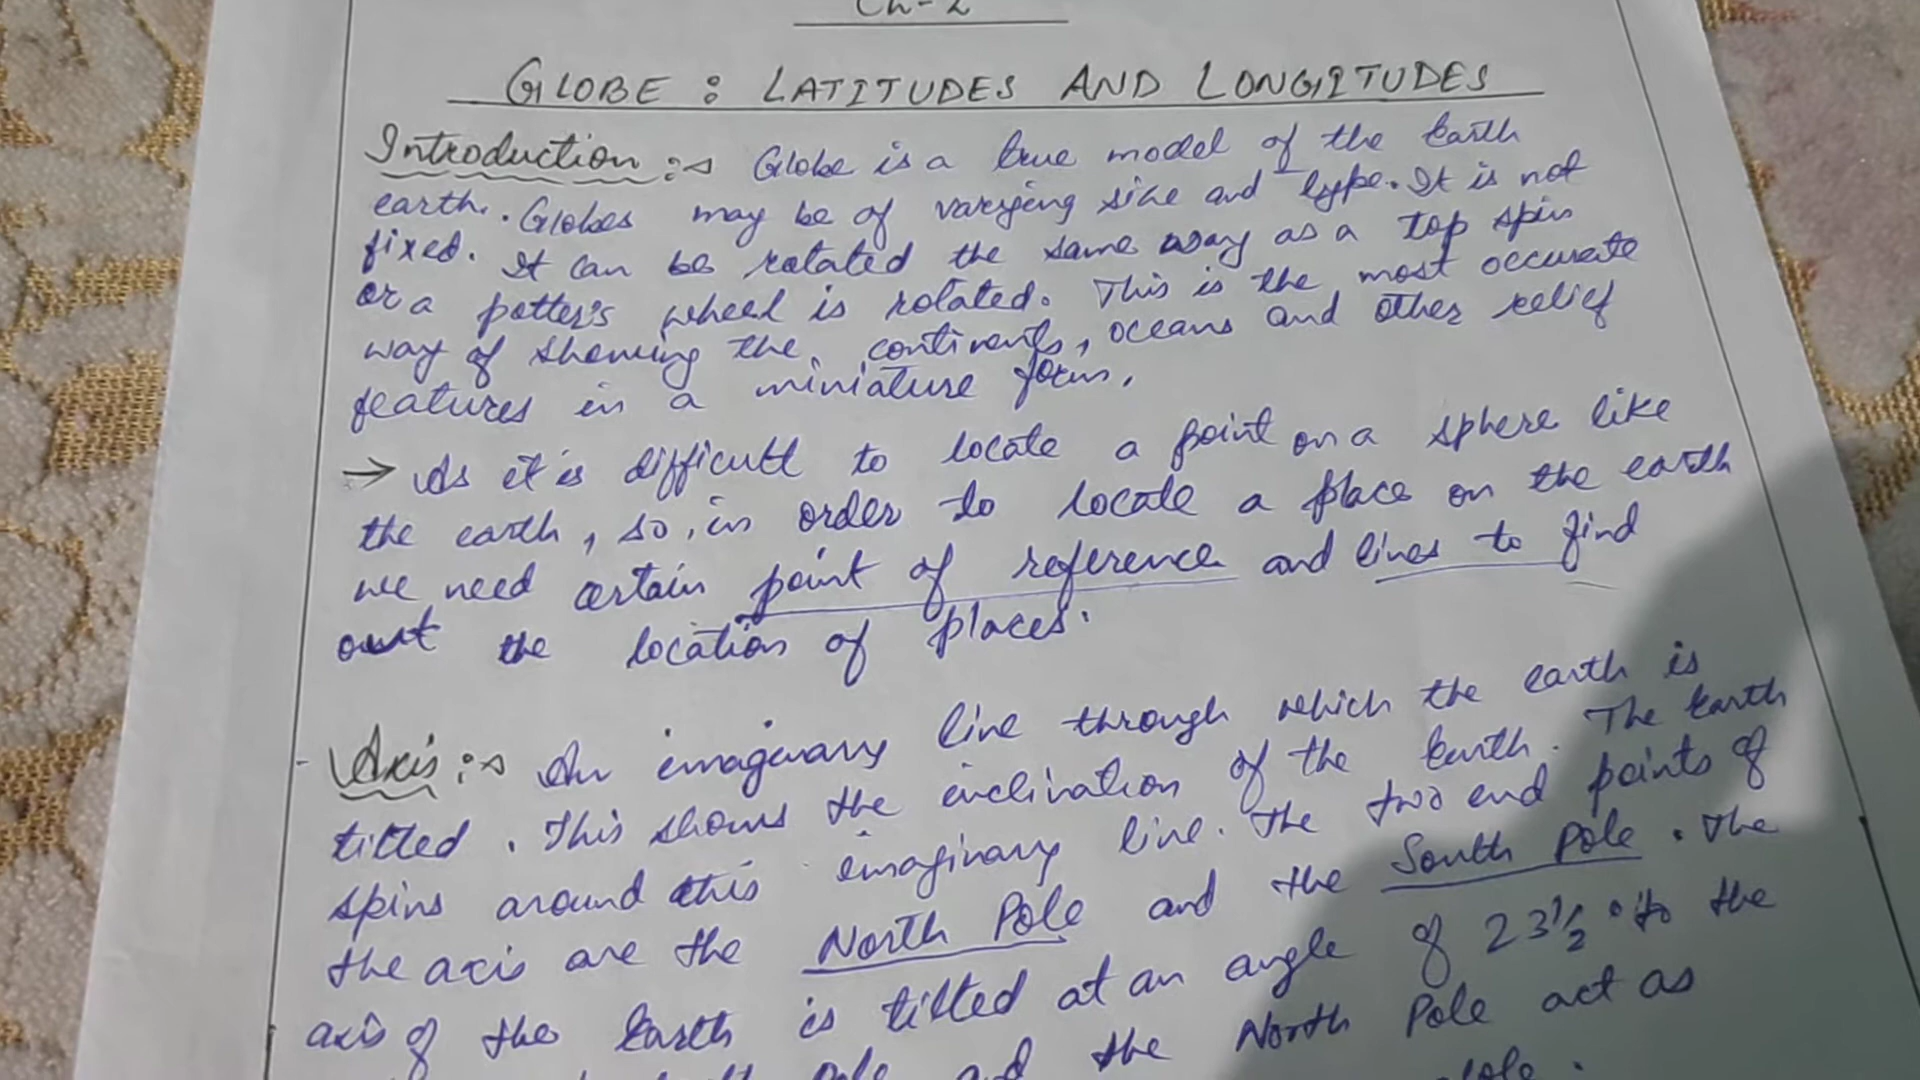 Ch-2
GLOBE : LATITUDES AND LONGITUDES
Introduction :→ Globe is a true model of the Earth
earth. Globes may be of varying size and type. It is not
fixed. It can be rotated the same way as a top spin
or a potter's wheel is rotated. This is the most accurate
way of showing the continents, oceans and other relief
features in a miniature form.
→ As it is difficult to locate a point on a sphere like
the earth, so, in order to locate a place on the earth
we need certain point of reference and lines to find
out the location of places.
Axis :→ An imaginary line through which the earth is
titled. This shows the inclination of the Earth. The Earth
spins around this imaginary line. The two end points of
the axis are the North Pole and the South Pole. The
axis of the Earth is tilted at an angle of 23½° to the
Pole and the North Pole act as